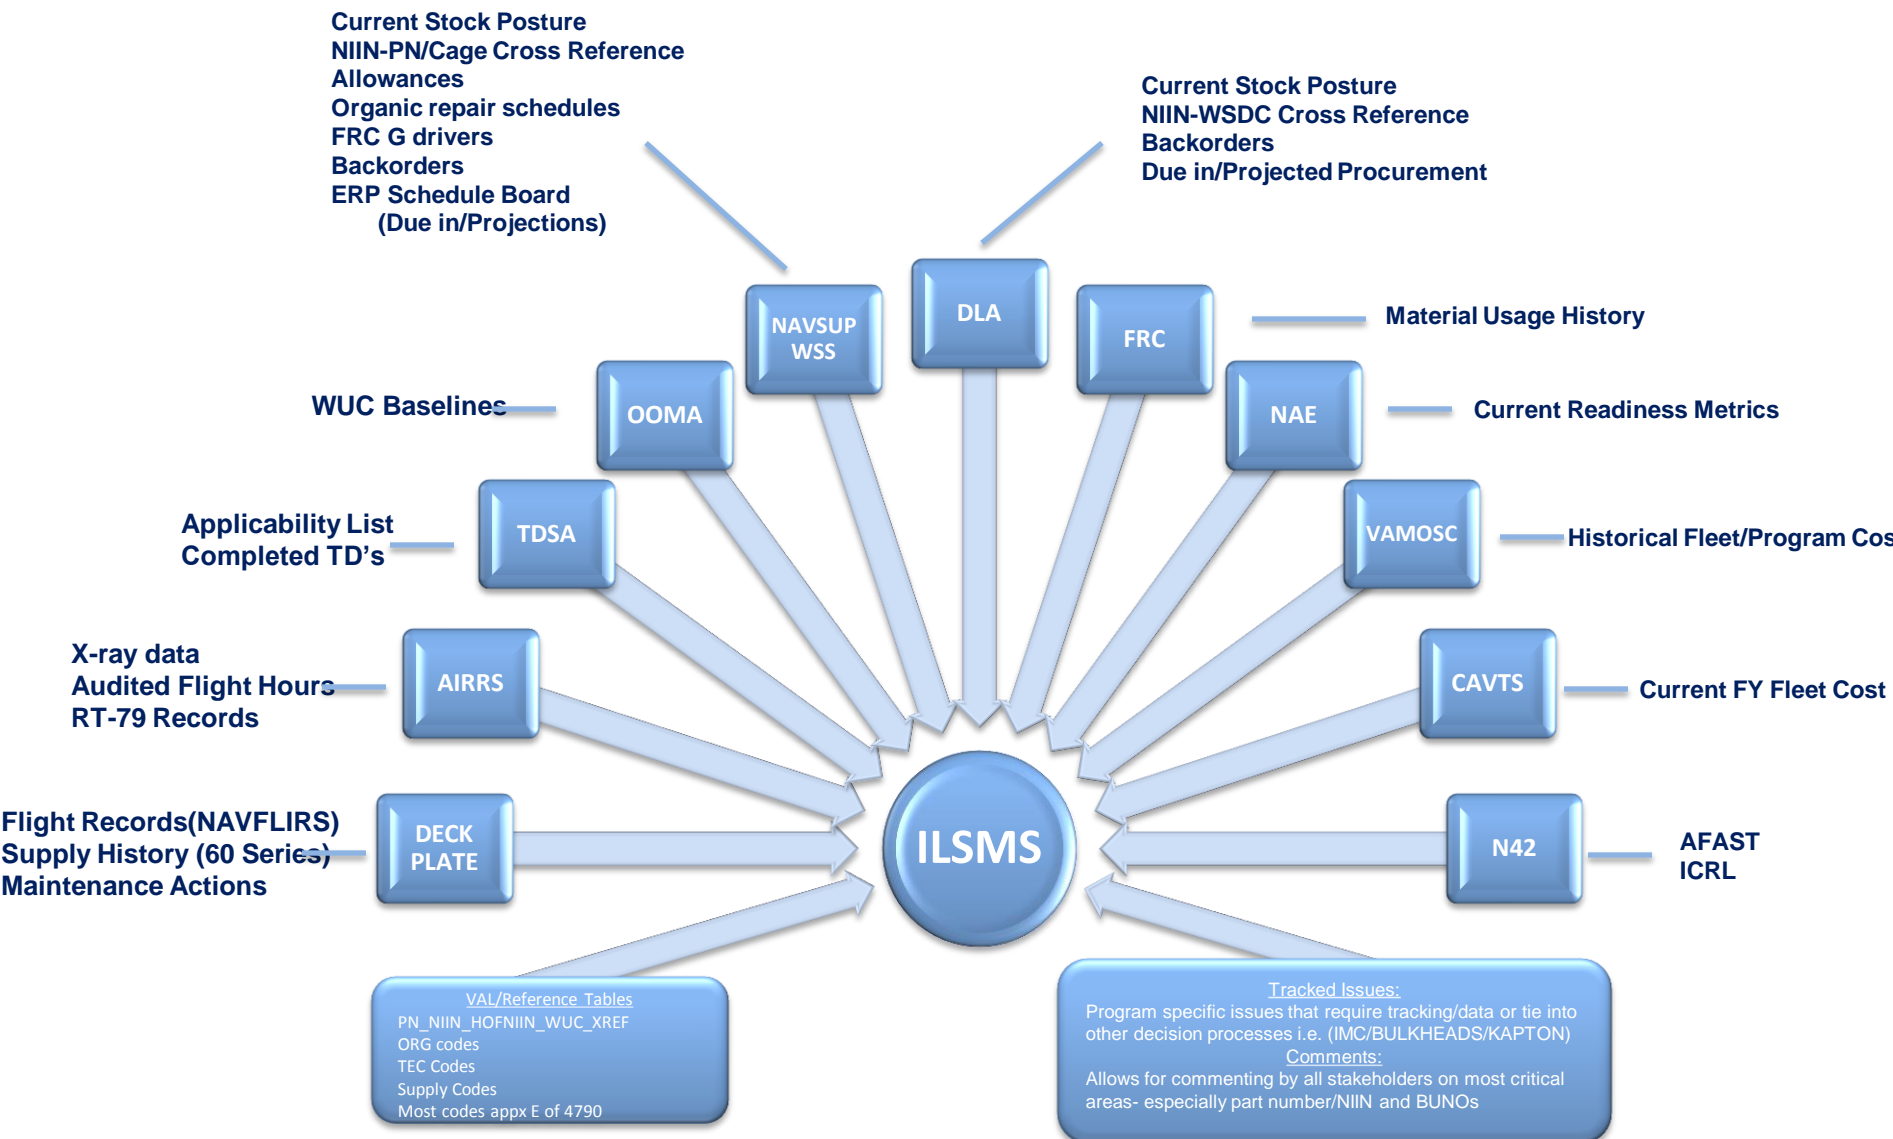 Current Stock Posture
NIIN-PN/Cage Cross Reference
Allowances
Organic repair schedules
FRC G drivers
Backorders
ERP Schedule Board
(Due in/Projections)
Current Stock Posture
NIIN-WSDC Cross Reference
Backorders
Due in/Projected Procurement
NAVSUP
WSS
DLA
FRC
Material Usage History
WUC Baselines
OOMA
NAE
Current Readiness Metrics
Applicability List
Completed TD’s
TDSA
VAMOSC
Historical Fleet/Program Cos
X-ray data
Audited Flight Hours
RT-79 Records
AIRRS
CAVTS
Current FY Fleet Cost
Flight Records(NAVFLIRS)
Supply History (60 Series)
Maintenance Actions
DECK
PLATE
ILSMS
N42
AFAST
ICRL
VAL/Reference Tables
PN_NIIN_HOFNIIN_WUC_XREF
ORG codes
TEC Codes
Supply Codes
Most codes appx E of 4790
Tracked Issues:
Program specific issues that require tracking/data or tie into
other decision processes i.e. (IMC/BULKHEADS/KAPTON)
Comments:
Allows for commenting by all stakeholders on most critical
areas- especially part number/NIIN and BUNOs